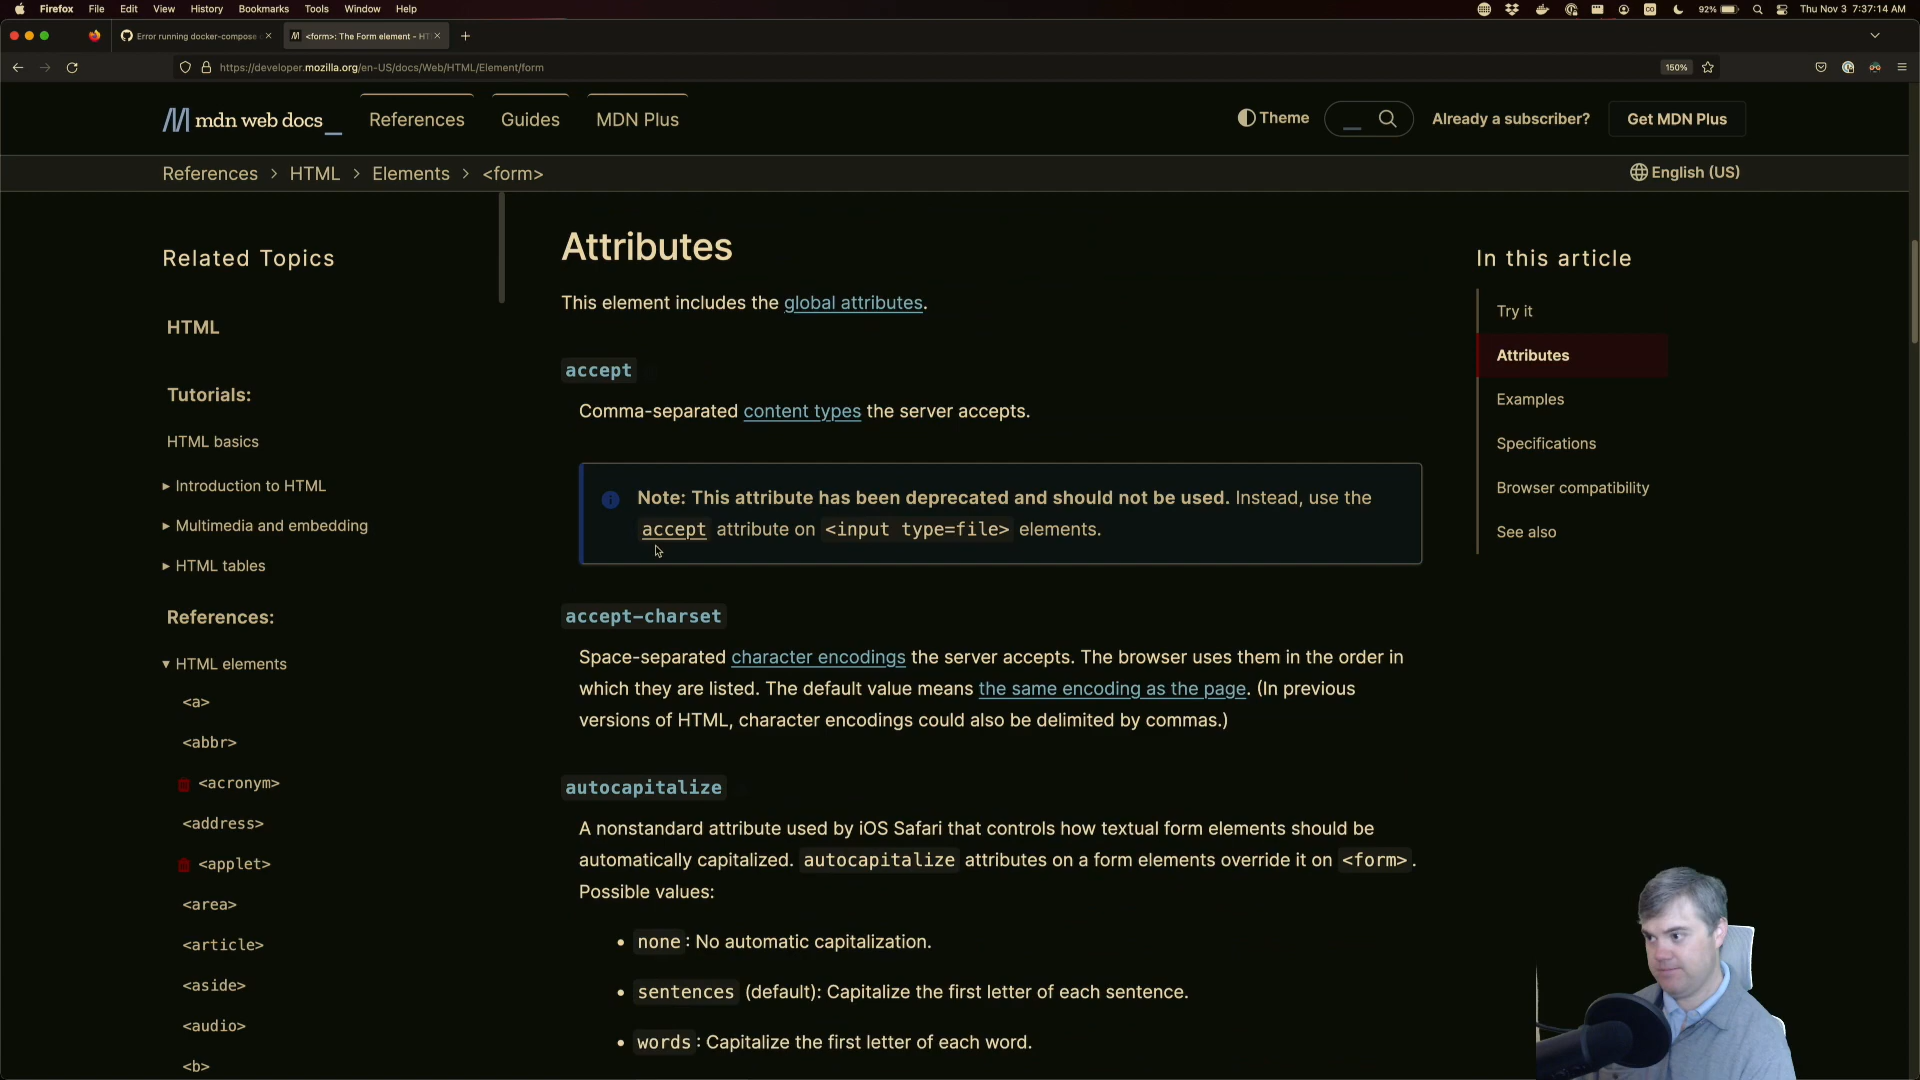 Firefox File Edit View History Bookmarks Tools Window Help 92% Thu Nov 3 7:37:14 AM
Error running docker-compose <form>: The Form element - HT
https://developer.mozilla.org/en-US/docs/Web/HTML/Element/form 150%
mdn web docs_ References Guides MDN Plus Theme Already a subscriber? Get MDN Plus
References > HTML > Elements > <form> English (US)
Related Topics
HTML
Tutorials:
HTML basics
Introduction to HTML
Multimedia and embedding
HTML tables
References:
HTML elements
<a>
<abbr>
<acronym>
<address>
<applet>
<area>
<article>
<aside>
<audio>
<b>
Attributes
This element includes the global attributes.
accept
Comma-separated content types the server accepts.
Note: This attribute has been deprecated and should not be used. Instead, use the
accept attribute on <input type=file> elements.
accept-charset
Space-separated character encodings the server accepts. The browser uses them in the order in
which they are listed. The default value means the same encoding as the page. (In previous
versions of HTML, character encodings could also be delimited by commas.)
autocapitalize
A nonstandard attribute used by iOS Safari that controls how textual form elements should be
automatically capitalized. autocapitalize attributes on a form elements override it on <form>.
Possible values:
• none: No automatic capitalization.
• sentences (default): Capitalize the first letter of each sentence.
• words: Capitalize the first letter of each word.
In this article
Try it
Attributes
Examples
Specifications
Browser compatibility
See also